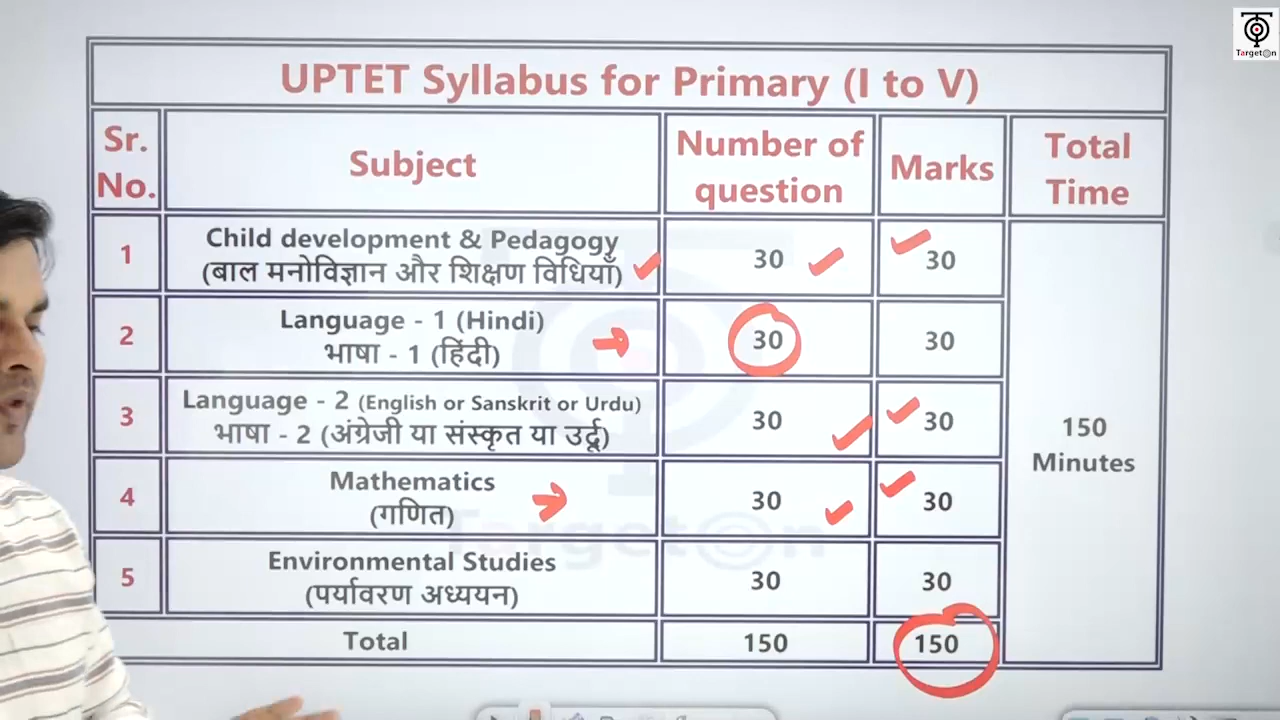 TargetOn
UPTET Syllabus for Primary (I to V)
Sr. No.
Subject
Number of question
Marks
Total Time
1
Child development & Pedagogy
(बाल मनोविज्ञान और शिक्षण विधियाँ)
30
30
2
Language - 1 (Hindi)
भाषा - 1 (हिंदी)
30
30
3
Language - 2 (English or Sanskrit or Urdu)
भाषा - 2 (अंग्रेजी या संस्कृत या उर्दू)
30
30
150
Minutes
4
Mathematics
(गणित)
30
30
TargetOn
5
Environmental Studies
(पर्यावरण अध्ययन)
30
30
Total
150
150